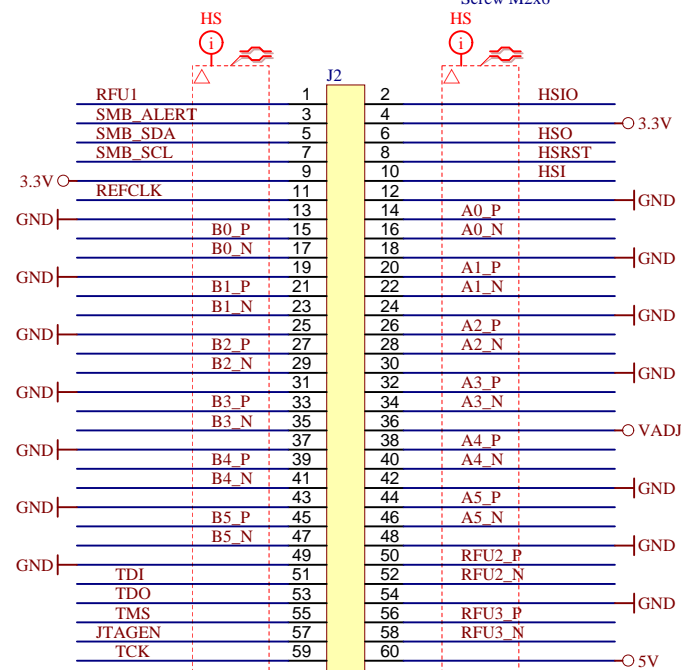 Screw M2x6
HS HS
i i
J2
RFU1 1 2 HSIO
SMB_ALERT 3 4 3.3V
SMB_SDA 5 6 HSO
SMB_SCL 7 8 HSRST
3.3V 9 10 HSI
REFCLK 11 12 GND
GND 13 14 A0_P
B0_P 15 16 A0_N
B0_N 17 18 GND
GND 19 20 A1_P
B1_P 21 22 A1_N
B1_N 23 24 GND
GND 25 26 A2_P
B2_P 27 28 A2_N
B2_N 29 30 GND
GND 31 32 A3_P
B3_P 33 34 A3_N
B3_N 35 36 VADJ
GND 37 38 A4_P
B4_P 39 40 A4_N
B4_N 41 42 GND
GND 43 44 A5_P
B5_P 45 46 A5_N
B5_N 47 48 GND
GND 49 50 RFU2_P
TDI 51 52 RFU2_N
TDO 53 54 GND
TMS 55 56 RFU3_P
JTAGEN 57 58 RFU3_N
TCK 59 60 5V